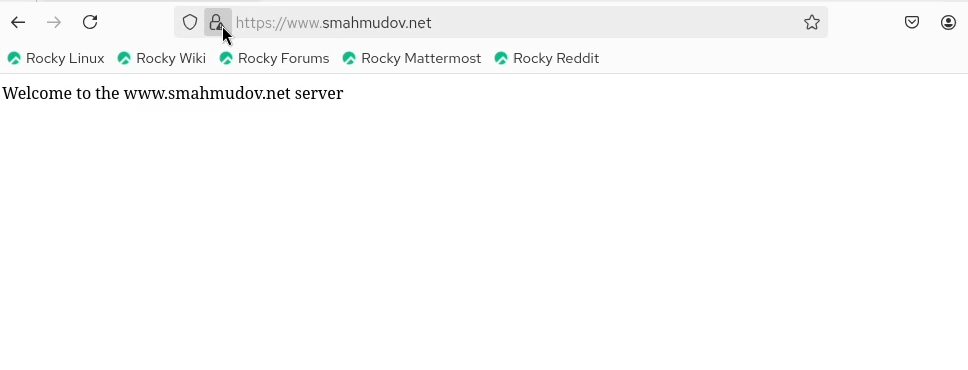 https://www.smahmudov.net
Rocky Linux Rocky Wiki Rocky Forums Rocky Mattermost Rocky Reddit
Welcome to the www.smahmudov.net server